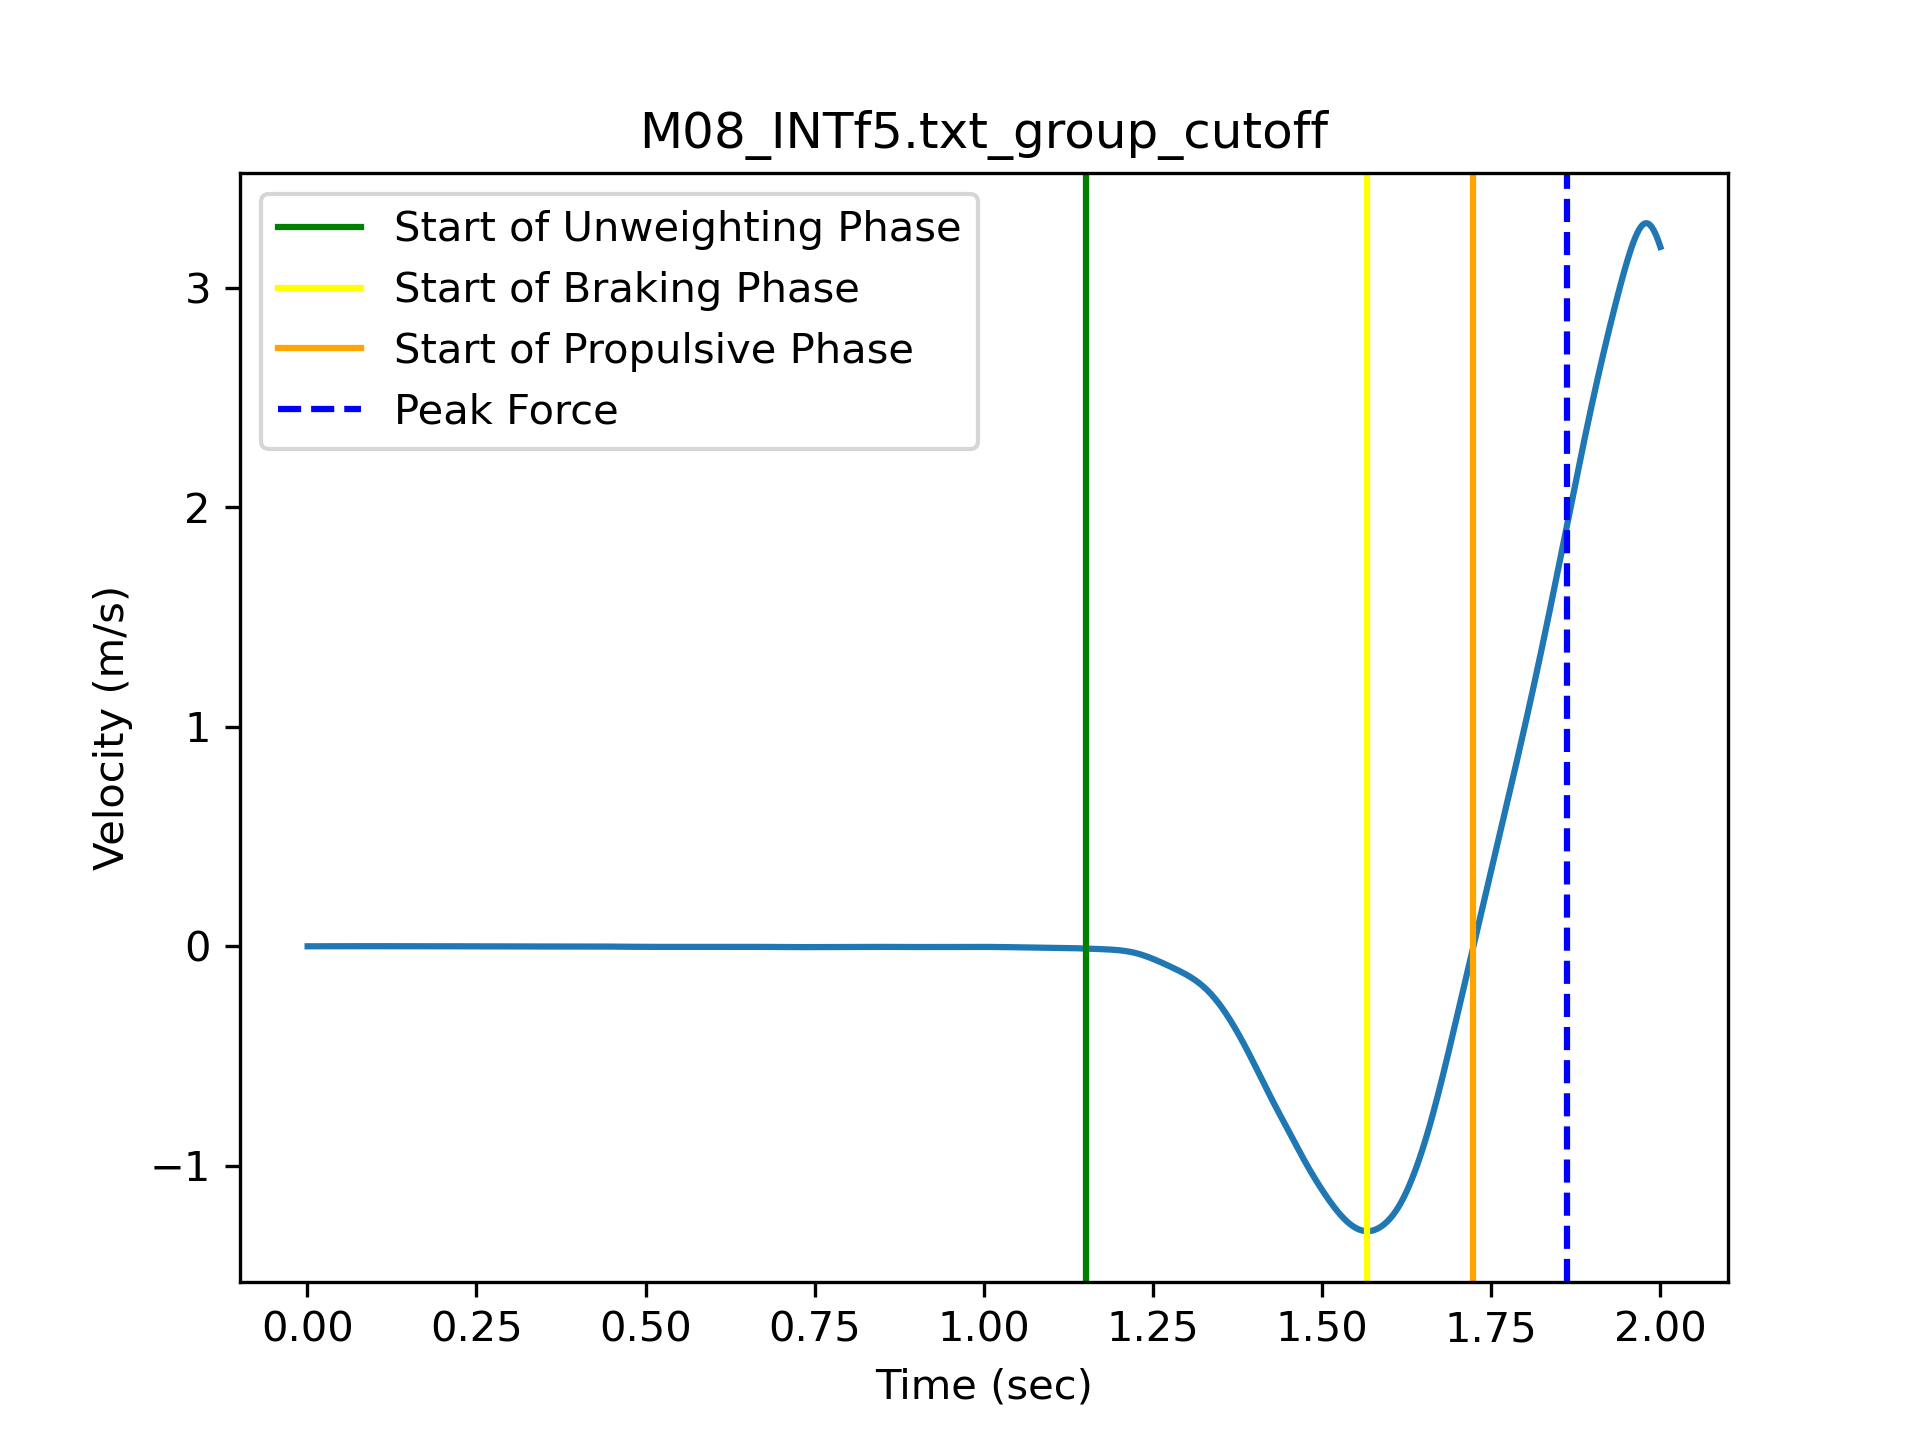 M08_INTf5.txt_group_cutoff
Start of Unweighting Phase
Start of Braking Phase
Start of Propulsive Phase
Peak Force
3
2
1
0
−1
Velocity (m/s)
0.00 0.25 0.50 0.75 1.00 1.25 1.50 1.75 2.00
Time (sec)